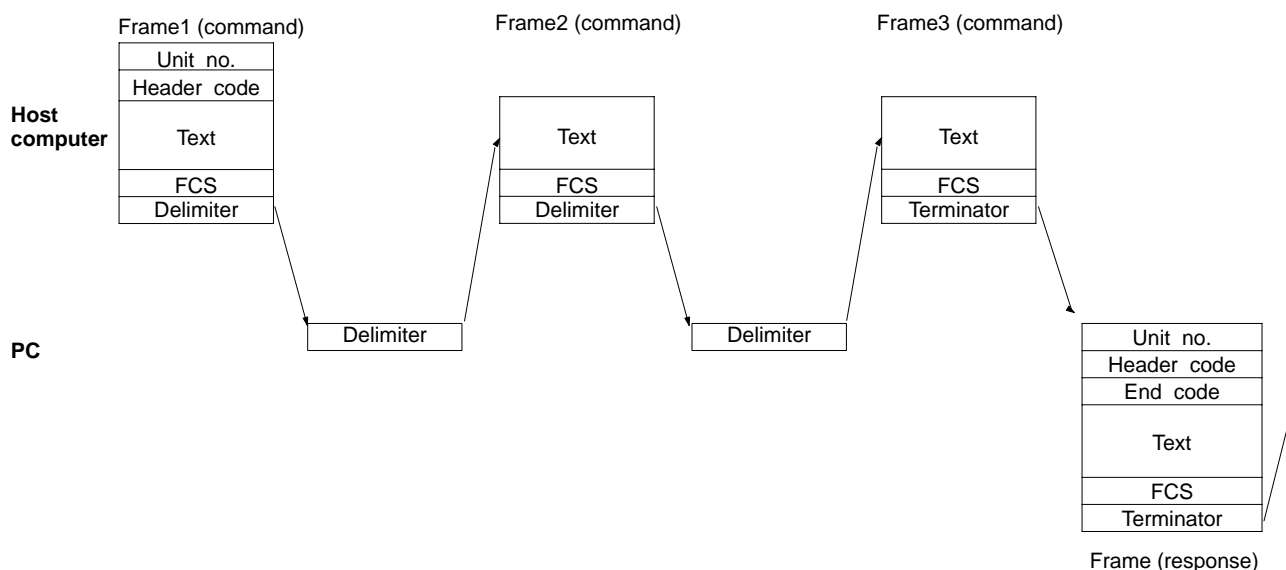 Frame1 (command)
Unit no.
Header code
Text
FCS
Delimiter
Frame2 (command)
Text
FCS
Delimiter
Frame3 (command)
Text
FCS
Terminator
Host
computer
PC
Delimiter
Delimiter
Unit no.
Header code
End code
Text
FCS
Terminator
Frame (response)